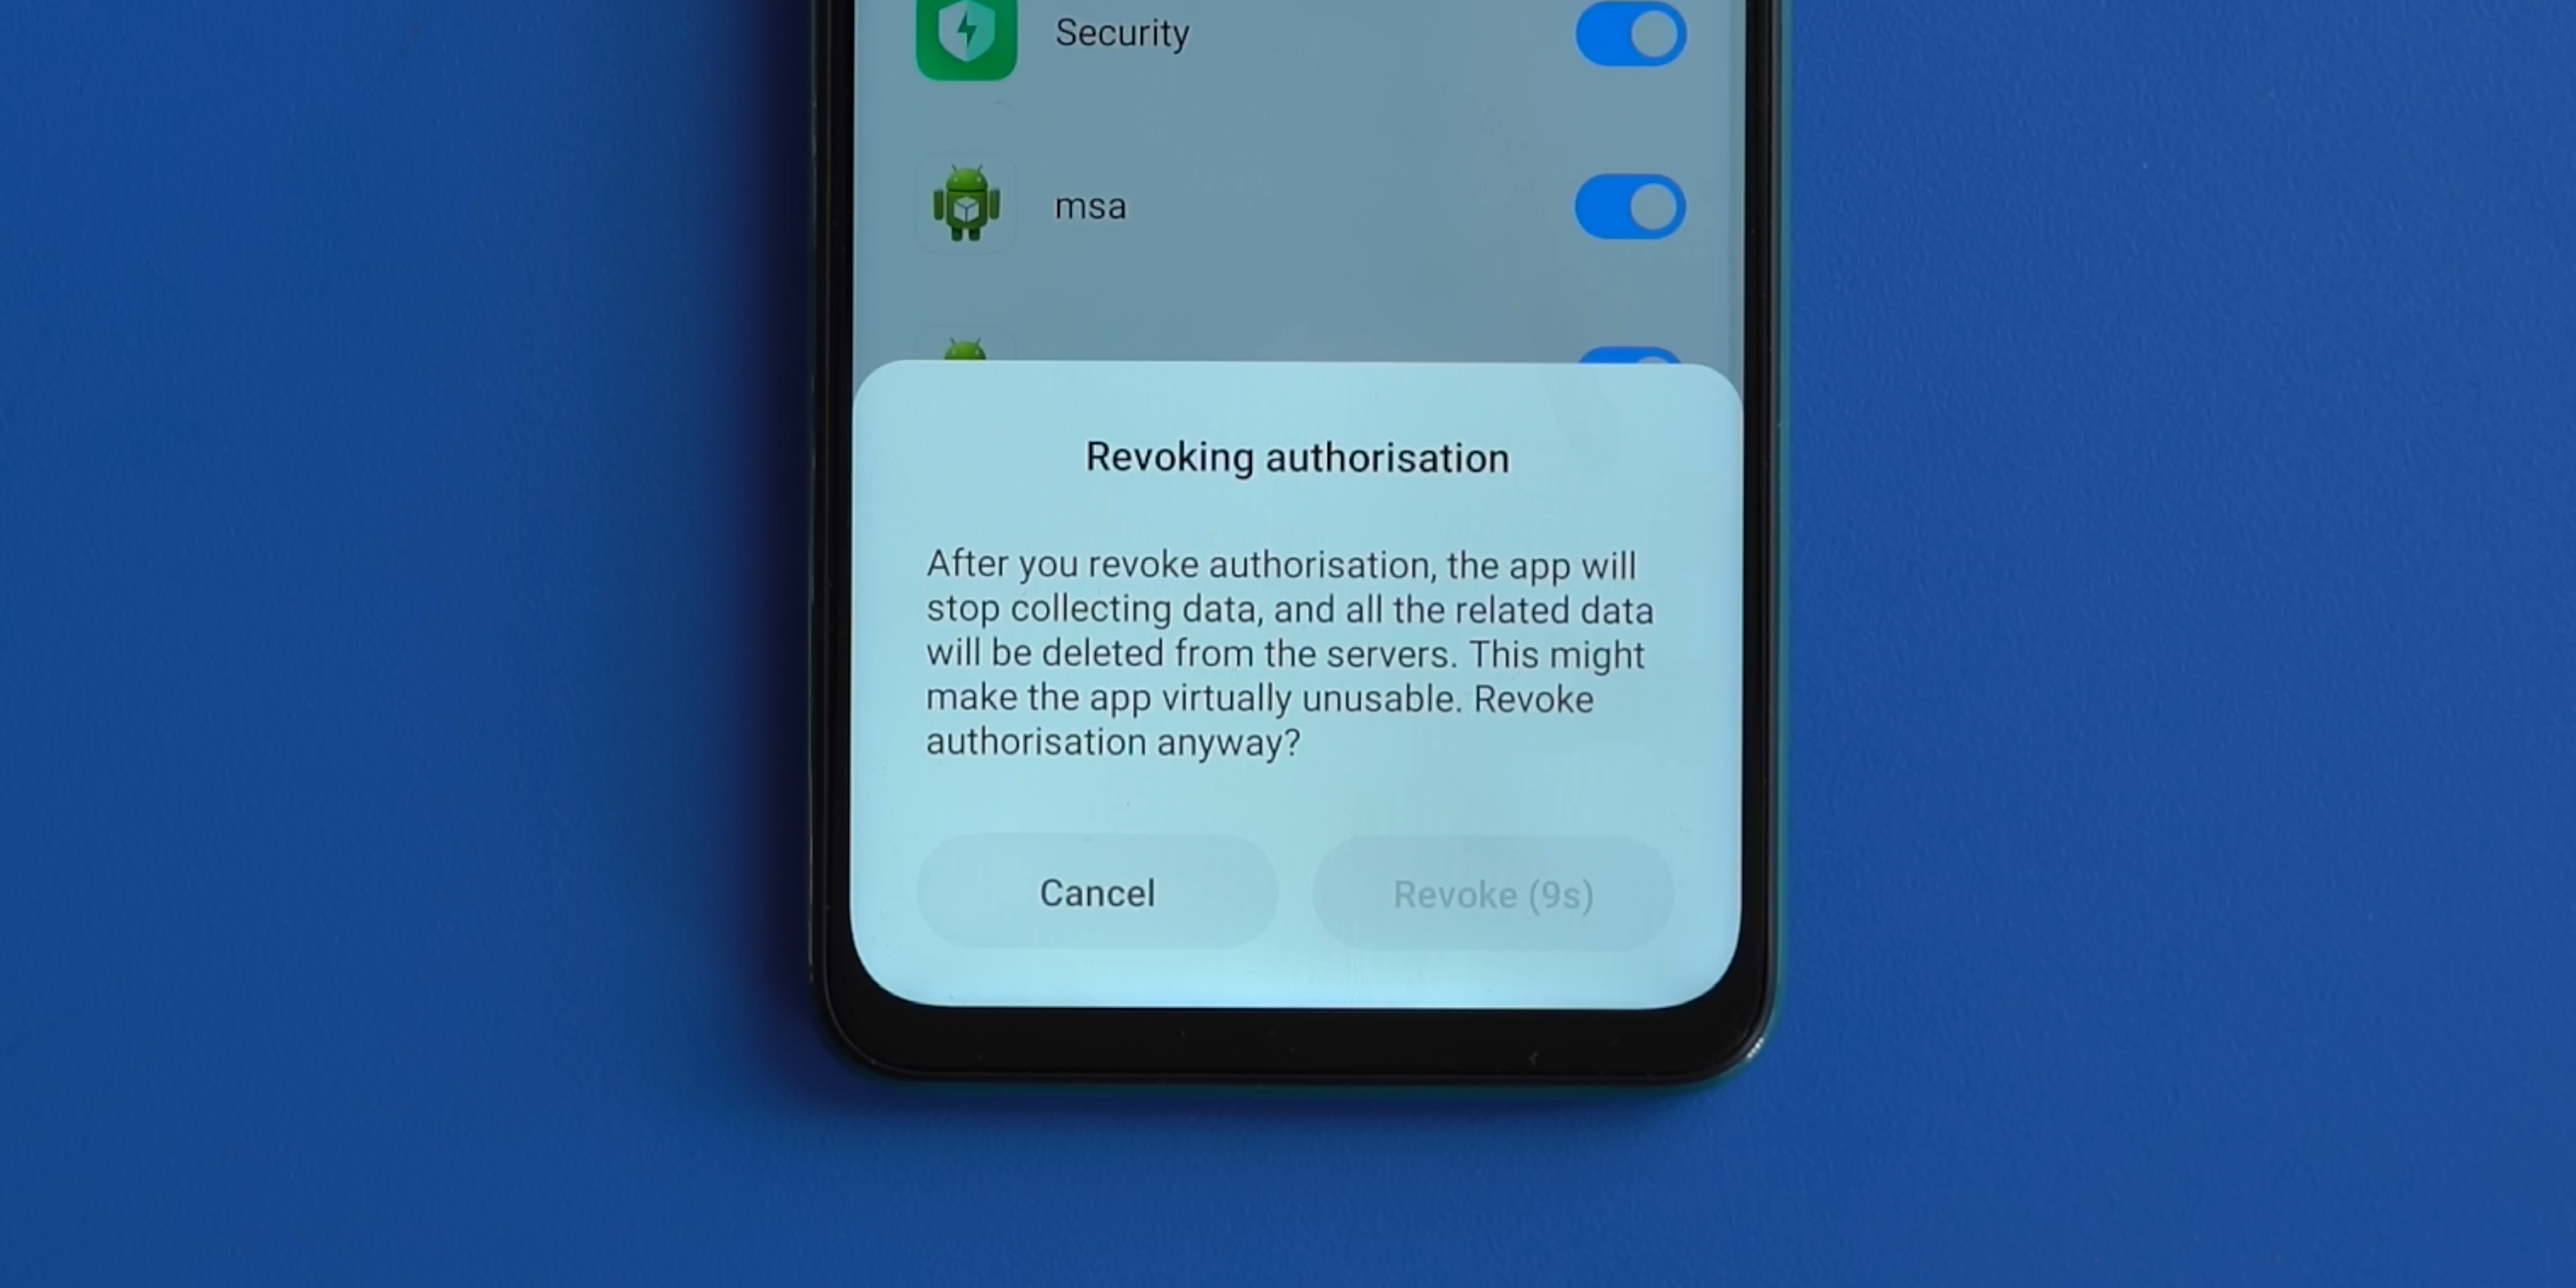 Security
msa
Revoking authorisation
After you revoke authorisation, the app will
stop collecting data, and all the related data
will be deleted from the servers. This might
make the app virtually unusable. Revoke
authorisation anyway?
Cancel
Revoke (9s)